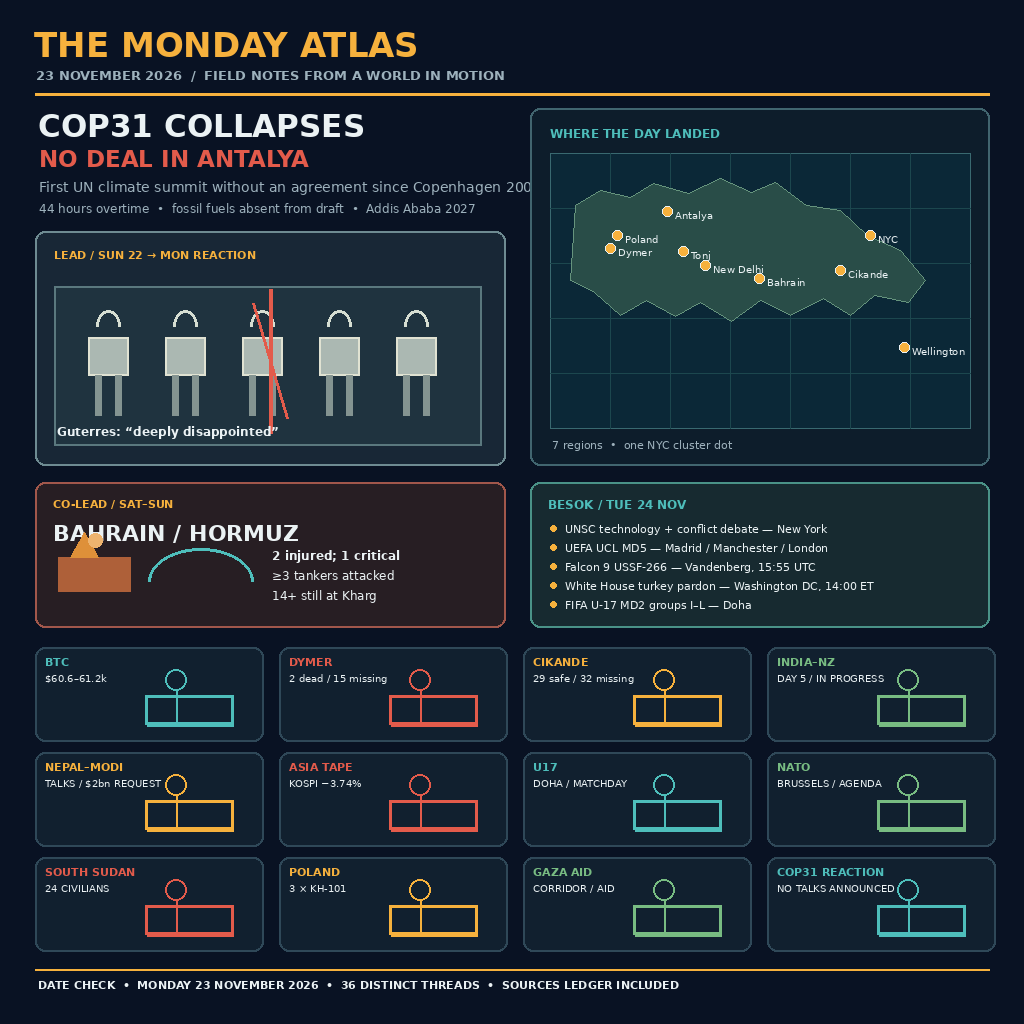 THE MONDAY ATLAS
23 NOVEMBER 2026 / FIELD NOTES FROM A WORLD IN MOTION
COP31 COLLAPSES
NO DEAL IN ANTALYA
First UN climate summit without an agreement since Copenhagen 200
44 hours overtime • fossil fuels absent from draft • Addis Ababa 2027
LEAD / SUN 22 → MON REACTION
Guterres: “deeply disappointed”
WHERE THE DAY LANDED
Antalya
Poland
NYC
Dymer
Tonj
New Delhi
Cikande
Bahrain
Wellington
7 regions • one NYC cluster dot
CO-LEAD / SAT–SUN
BAHRAIN / HORMUZ
2 injured; 1 critical
≥3 tankers attacked
14+ still at Kharg
BESOK / TUE 24 NOV
UNSC technology + conflict debate — New York
UEFA UCL MD5 — Madrid / Manchester / London
Falcon 9 USSF-266 — Vandenberg, 15:55 UTC
White House turkey pardon — Washington DC, 14:00 ET
FIFA U-17 MD2 groups I–L — Doha
BTC
$60.6–61.2k
DYMER
2 dead / 15 missing
CIKANDE
29 safe / 32 missing
INDIA–NZ
DAY 5 / IN PROGRESS
NEPAL–MODI
TALKS / $2bn REQUEST
ASIA TAPE
KOSPI −3.74%
U17
DOHA / MATCHDAY
NATO
BRUSSELS / AGENDA
SOUTH SUDAN
24 CIVILIANS
POLAND
3 × KH-101
GAZA AID
CORRIDOR / AID
COP31 REACTION
NO TALKS ANNOUNCED
DATE CHECK • MONDAY 23 NOVEMBER 2026 • 36 DISTINCT THREADS • SOURCES LEDGER INCLUDED